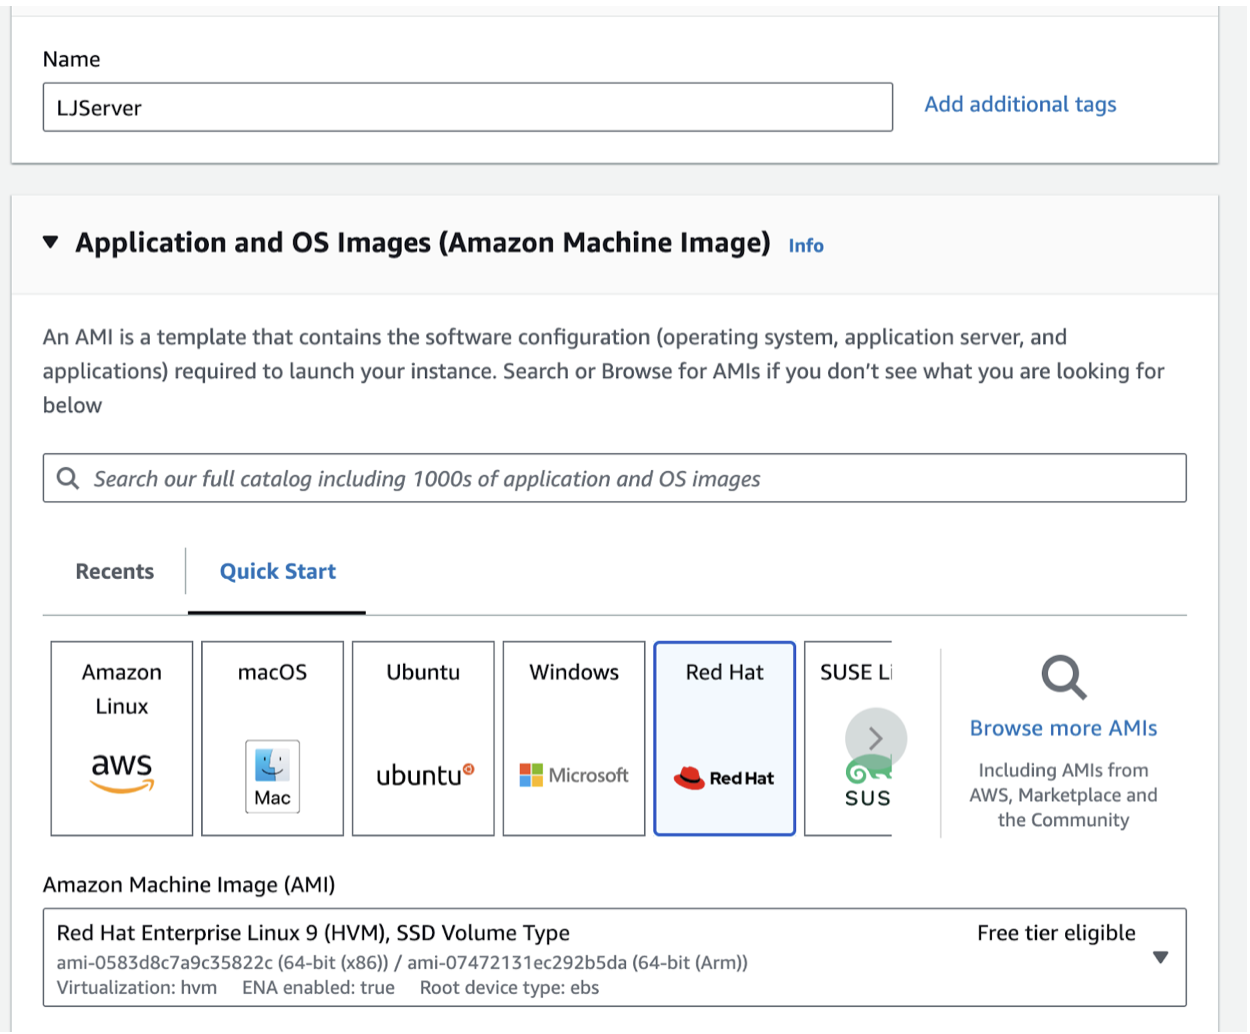 Name
LJServer
Add additional tags
Application and OS Images (Amazon Machine Image) Info
An AMI is a template that contains the software configuration (operating system, application server, and
applications) required to launch your instance. Search or Browse for AMIs if you don't see what you are looking for
below
Search our full catalog including 1000s of application and OS images
Recents
Quick Start
Amazon
Linux
aws
macOS
Mac
Ubuntu
ubuntu
Windows
Microsoft
Red Hat
RedHat
SUSE Li
SUS
Browse more AMIs
Including AMIs from
AWS, Marketplace and
the Community
Amazon Machine Image (AMI)
Red Hat Enterprise Linux 9 (HVM), SSD Volume Type
Free tier eligible
ami-0583d8c7a9c35822c (64-bit (x86)) / ami-07472131ec292b5da (64-bit (Arm))
Virtualization: hvm ENA enabled: true Root device type: ebs